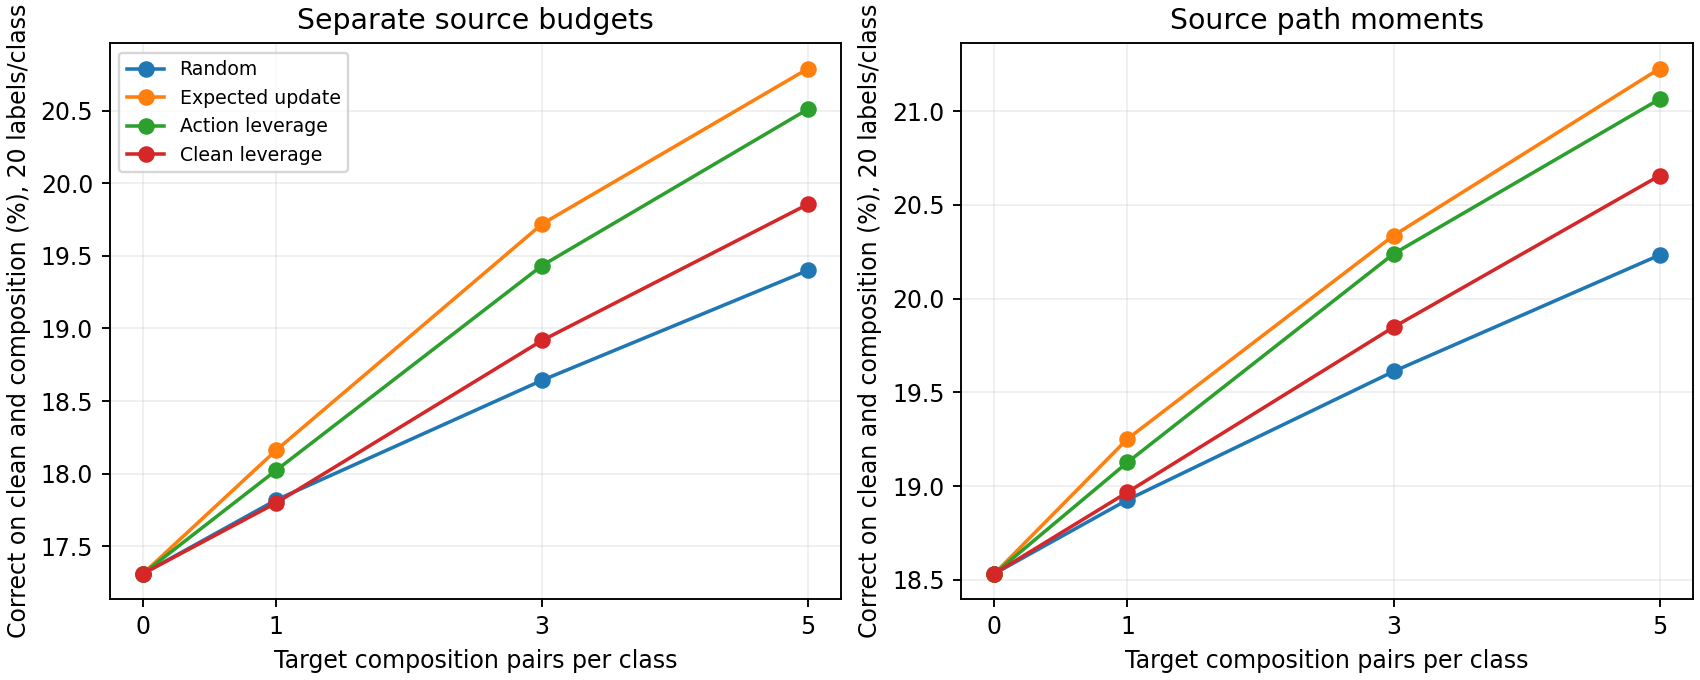 Separate source budgets
Correct on clean and composition (%), 20 labels/class
Random
Expected update
Action leverage
Clean leverage
20.5
20.0
19.5
19.0
18.5
18.0
17.5
0 1 3 5
Target composition pairs per class
Source path moments
Correct on clean and composition (%), 20 labels/class
21.0
20.5
20.0
19.5
19.0
18.5
0 1 3 5
Target composition pairs per class